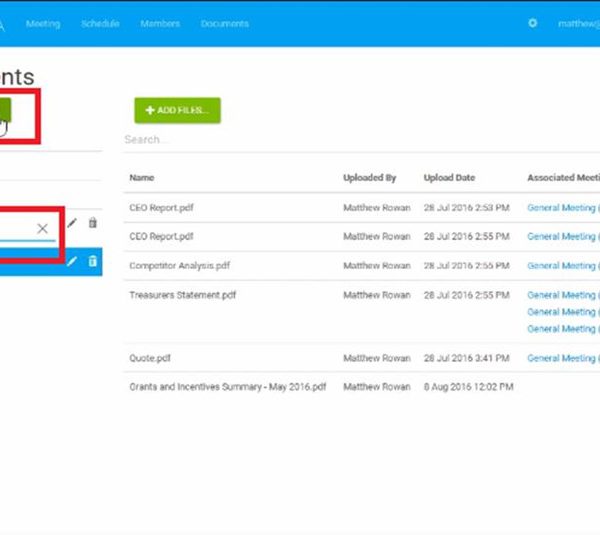 A Meeting Schedule Members Documents matthew@
ents
+ ADD FILES...
Search...
Name Uploaded By Upload Date Associated Meeti
CEO Report.pdf Matthew Rowan 28 Jul 2016 2:53 PM General Meeting (
CEO Report.pdf Matthew Rowan 28 Jul 2016 2:55 PM General Meeting (
Competitor Analysis.pdf Matthew Rowan 28 Jul 2016 2:55 PM General Meeting (
Treasurers Statement.pdf Matthew Rowan 28 Jul 2016 2:55 PM General Meeting (
General Meeting (
General Meeting (
Quote.pdf Matthew Rowan 28 Jul 2016 3:41 PM General Meeting (
Grants and Incentives Summary - May 2016.pdf Matthew Rowan 8 Aug 2016 12:02 PM